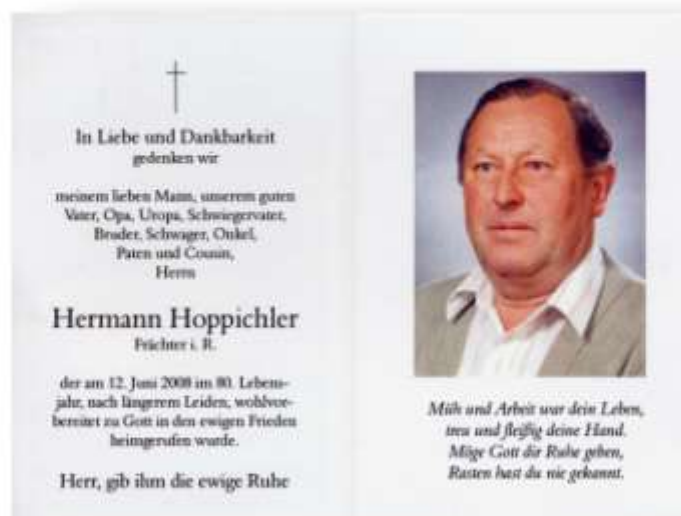 In Liebe und Dankbarkeit
gedenken wir
meinem lieben Mann, unserem guten
Vater, Opa, Uropa, Schwiegervater,
Bruder, Schwager, Onkel,
Paten und Cousin,
Herrn
Hermann Hoppichler
Frächter i. R.
der am 12. Juni 2008 im 80. Lebens-
jahr, nach längerem Leiden, wohlvor-
bereitet zu Gott in den ewigen Frieden
heimgerufen wurde.
Herr, gib ihm die ewige Ruhe
Müh und Arbeit war dein Leben,
treu und fleißig deine Hand.
Möge Gott dir Ruhe geben,
Rasten hast du nie gekannt.